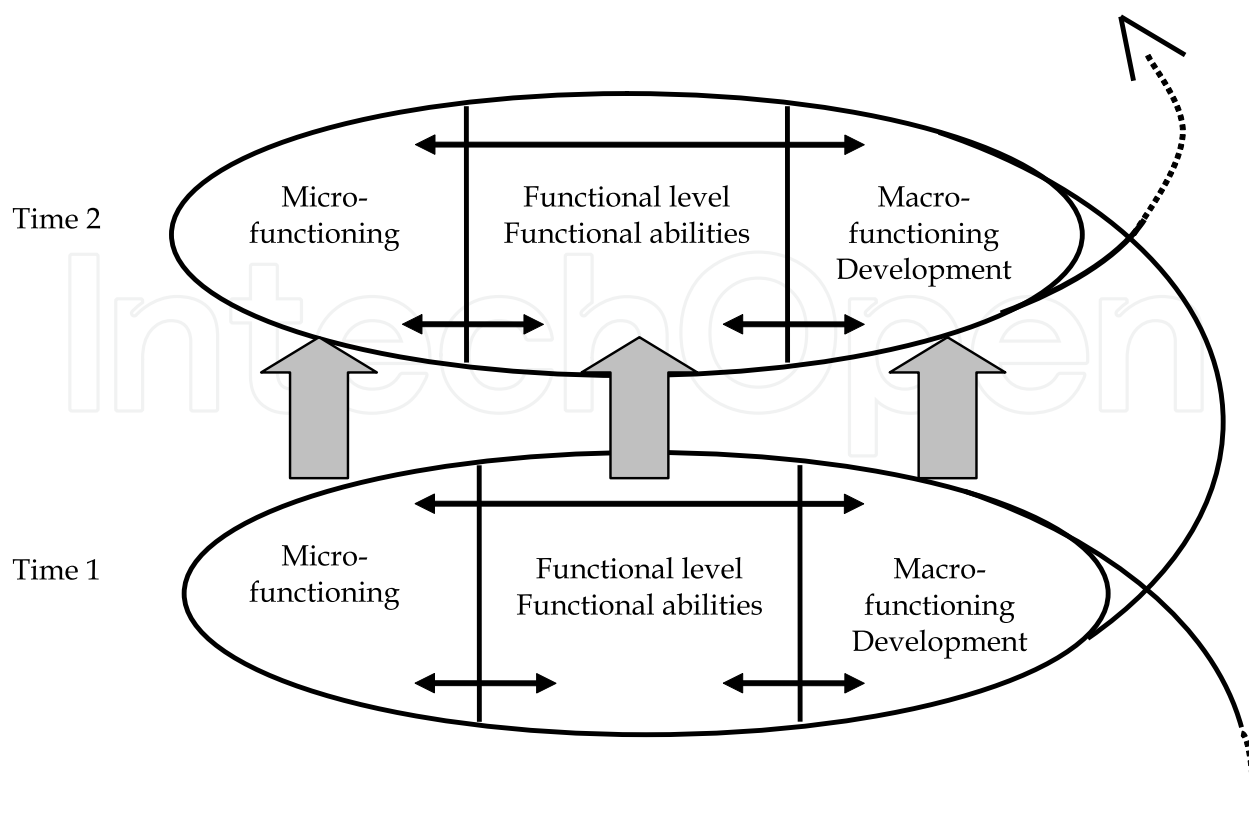 Time 2
Micro-
functioning
Functional level
Functional abilities
Macro-
functioning
Development
IntechOpen
Time 1
Micro-
functioning
Functional level
Functional abilities
Macro-
functioning
Development